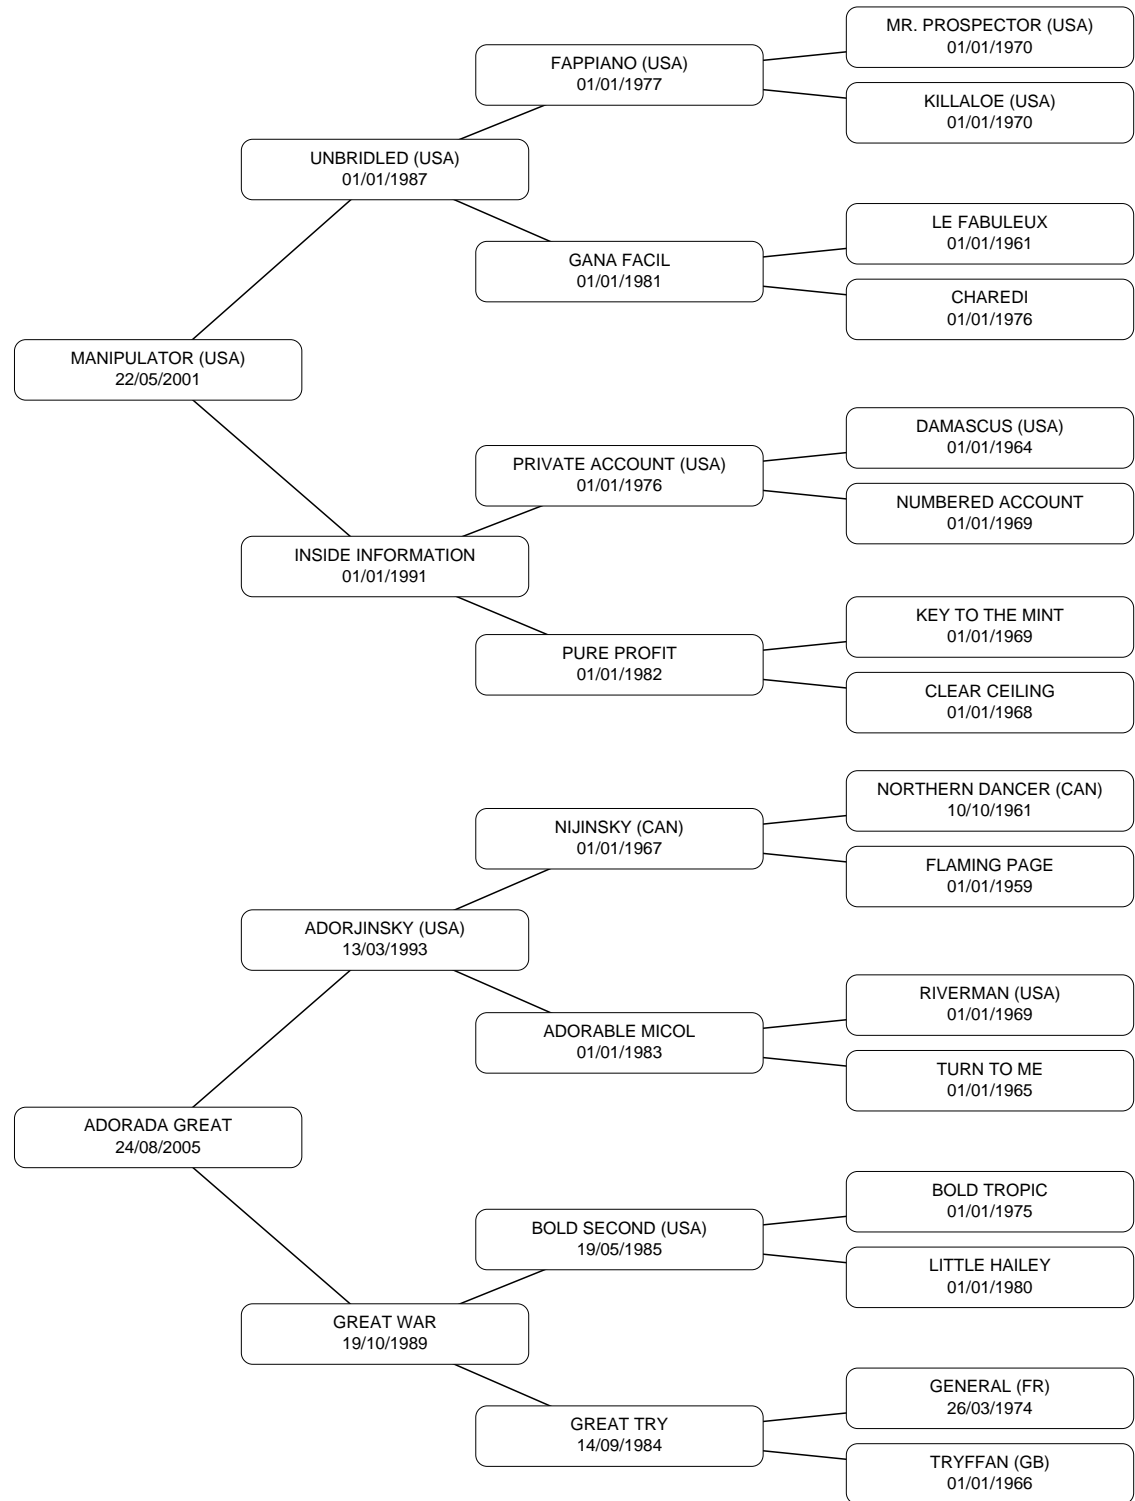 MR. PROSPECTOR (USA)
01/01/1970
FAPPIANO (USA)
01/01/1977
KILLALOE (USA)
01/01/1970
UNBRIDLED (USA)
01/01/1987
LE FABULEUX
01/01/1961
GANA FACIL
01/01/1981
CHAREDI
01/01/1976
MANIPULATOR (USA)
22/05/2001
DAMASCUS (USA)
01/01/1964
PRIVATE ACCOUNT (USA)
01/01/1976
NUMBERED ACCOUNT
01/01/1969
INSIDE INFORMATION
01/01/1991
KEY TO THE MINT
01/01/1969
PURE PROFIT
01/01/1982
CLEAR CEILING
01/01/1968
NORTHERN DANCER (CAN)
10/10/1961
NIJINSKY (CAN)
01/01/1967
FLAMING PAGE
01/01/1959
ADORJINSKY (USA)
13/03/1993
RIVERMAN (USA)
01/01/1969
ADORABLE MICOL
01/01/1983
TURN TO ME
01/01/1965
ADORADA GREAT
24/08/2005
BOLD TROPIC
01/01/1975
BOLD SECOND (USA)
19/05/1985
LITTLE HAILEY
01/01/1980
GREAT WAR
19/10/1989
GENERAL (FR)
26/03/1974
GREAT TRY
14/09/1984
TRYFFAN (GB)
01/01/1966